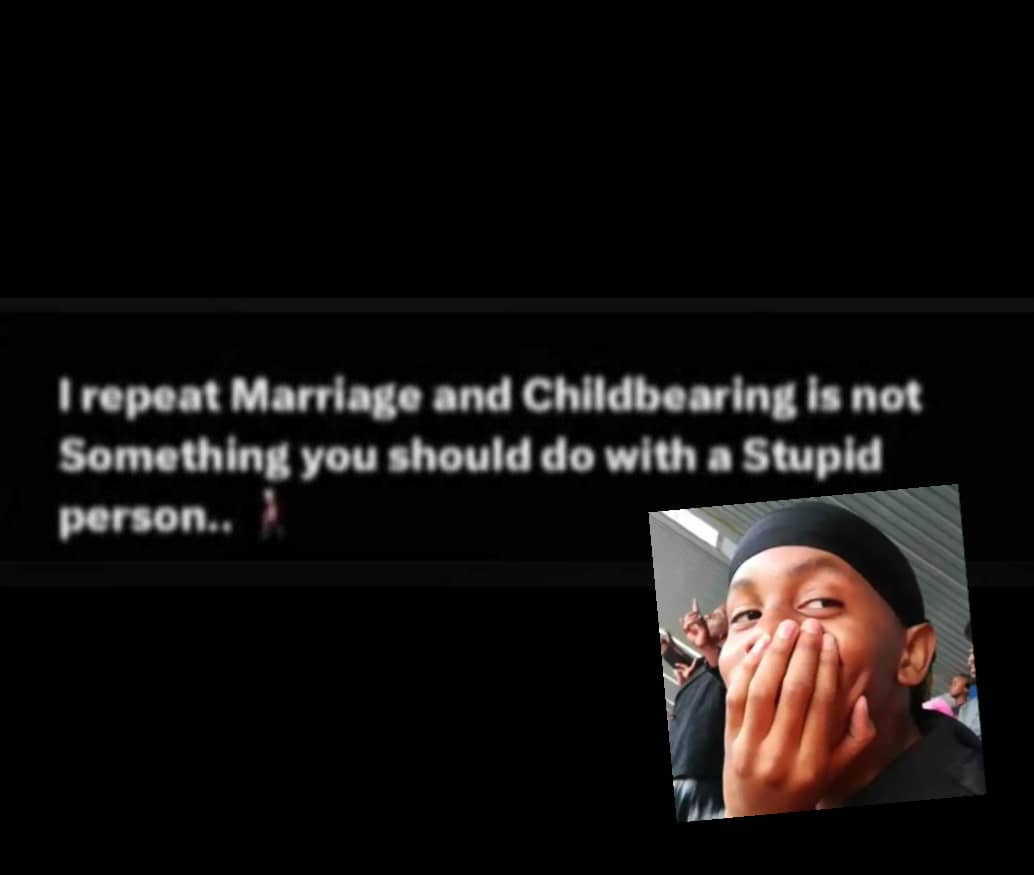 I repeat Marriage and Childbearing is not
Something you should do with a Stupid
person..